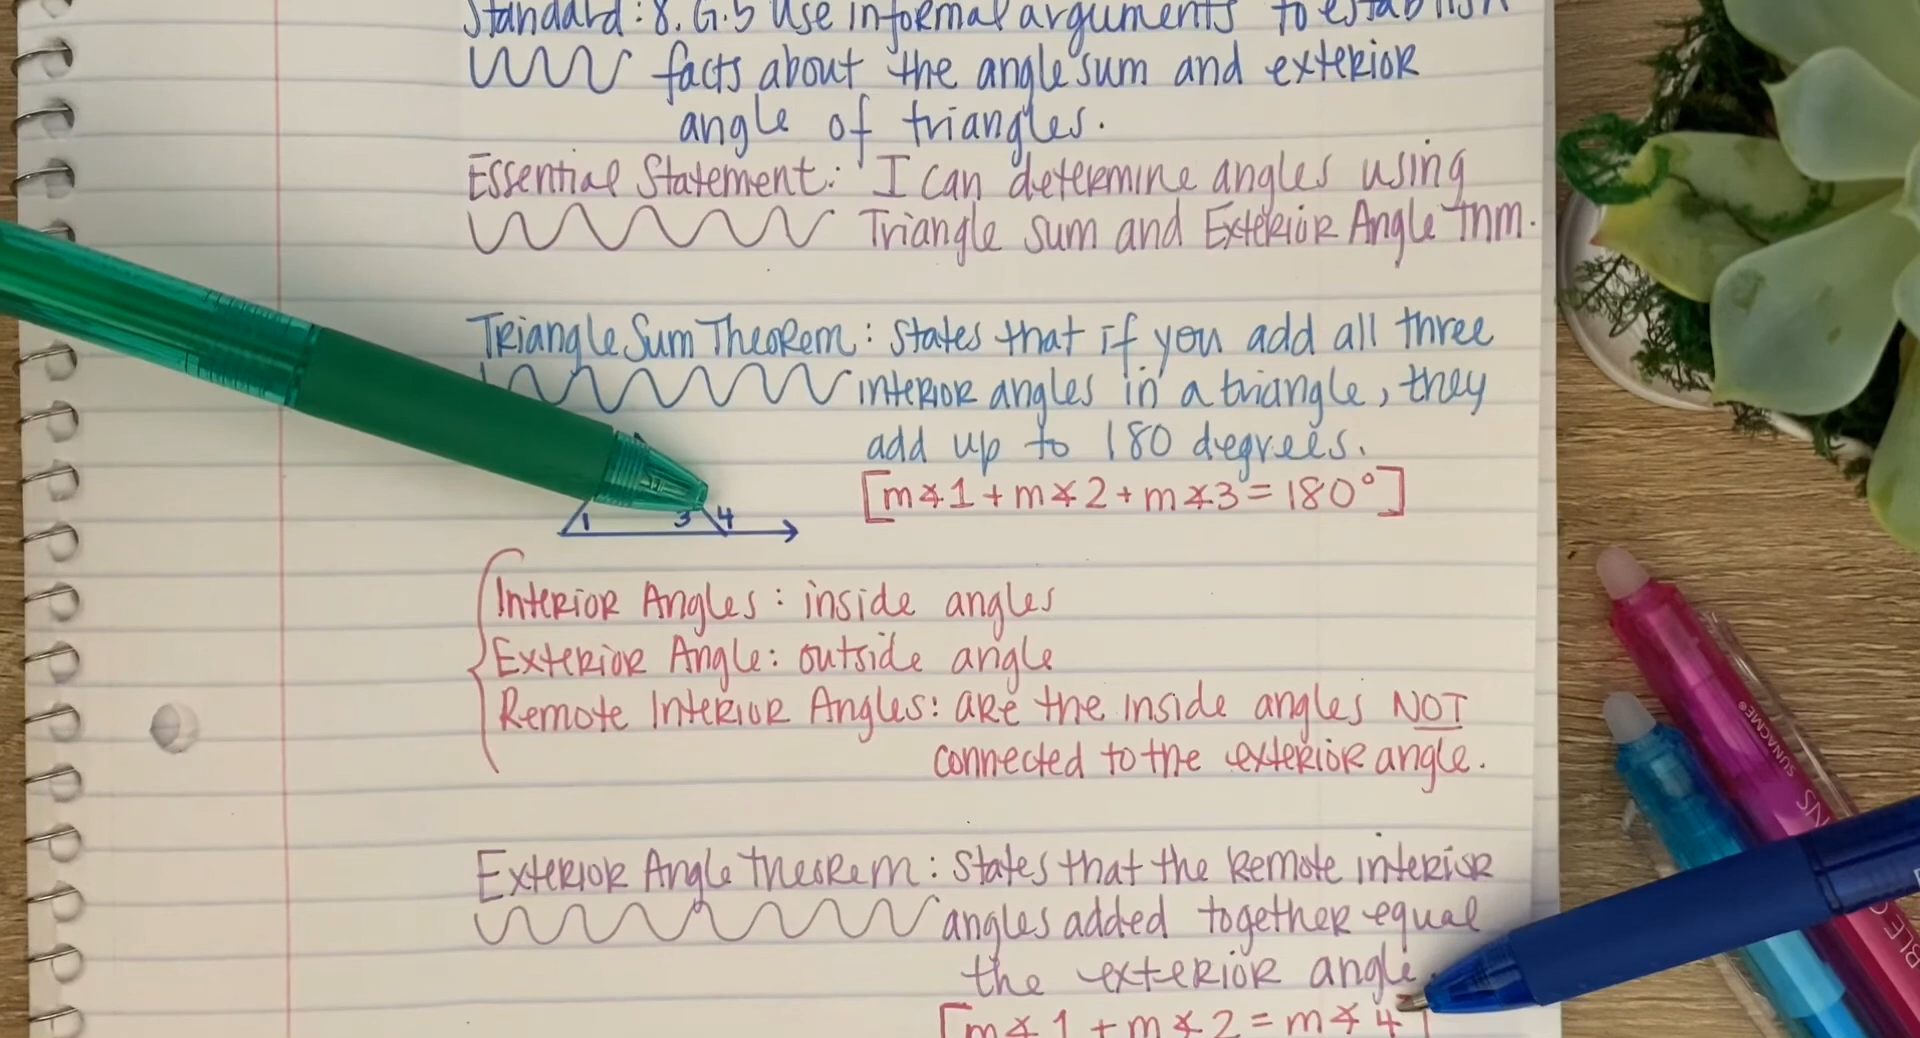 Standard: 8.G.5 Use informal arguments to establish
facts about the angle sum and exterior
angle of triangles.
Essential Statement: I can determine angles using
Triangle sum and Exterior Angle Thm.
Triangle Sum Theorem: States that if you add all three
interior angles in a triangle, they
add up to 180 degrees.
[m∡1 + m∡2 + m∡3 = 180°]
1 3 4
Interior Angles: inside angles
Exterior Angle: outside angle
Remote Interior Angles: are the inside angles NOT
connected to the exterior angle.
Exterior Angle Theorem: States that the remote interior
angles added together equal
the exterior angle.
[m∡1 + m∡2 = m∡4]
SUNACME®